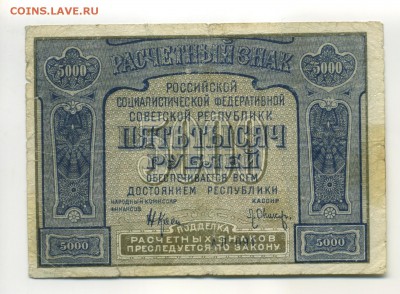 COINS.LAVE.RU
5000 РАСЧЕТНЫЙ ЗНАК 5000
РОССИЙСКОЙ
СОЦИАЛИСТИЧЕСКОЙ ФЕДЕРАТИВНОЙ
СОВЕТСКОЙ РЕСПУБЛИКИ
ПЯТЬ ТЫСЯЧ
РУБЛЕЙ
ОБЕСПЕЧИВАЕТСЯ ВСЕМ
ДОСТОЯНИЕМ РЕСПУБЛИКИ
НАРОДНЫЙ КОМИССАР
ФИНАНСОВ
КАССИР
ПОДДЕЛКА
5000 РАСЧЕТНЫХ ЗНАКОВ 5000
ПРЕСЛЕДУЕТСЯ ПО ЗАКОНУ